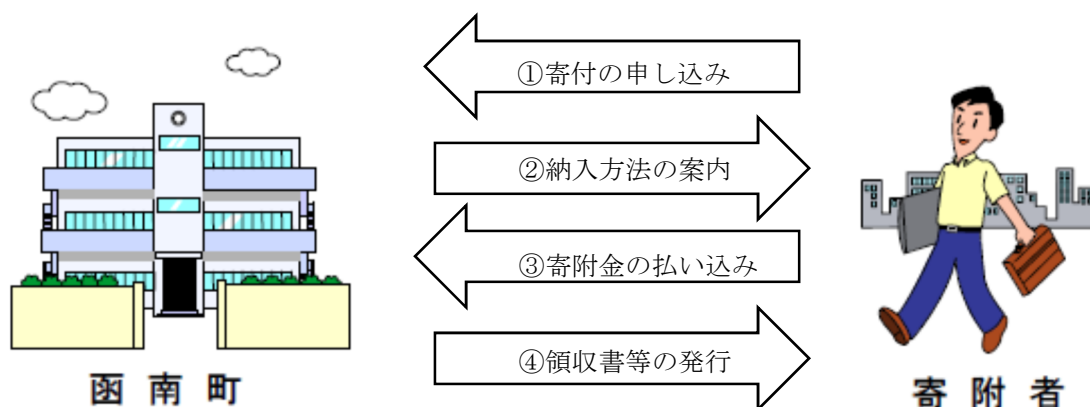 ①寄付の申し込み
②納入方法の案内
③寄附金の払い込み
④領収書等の発行
函南町
寄附者